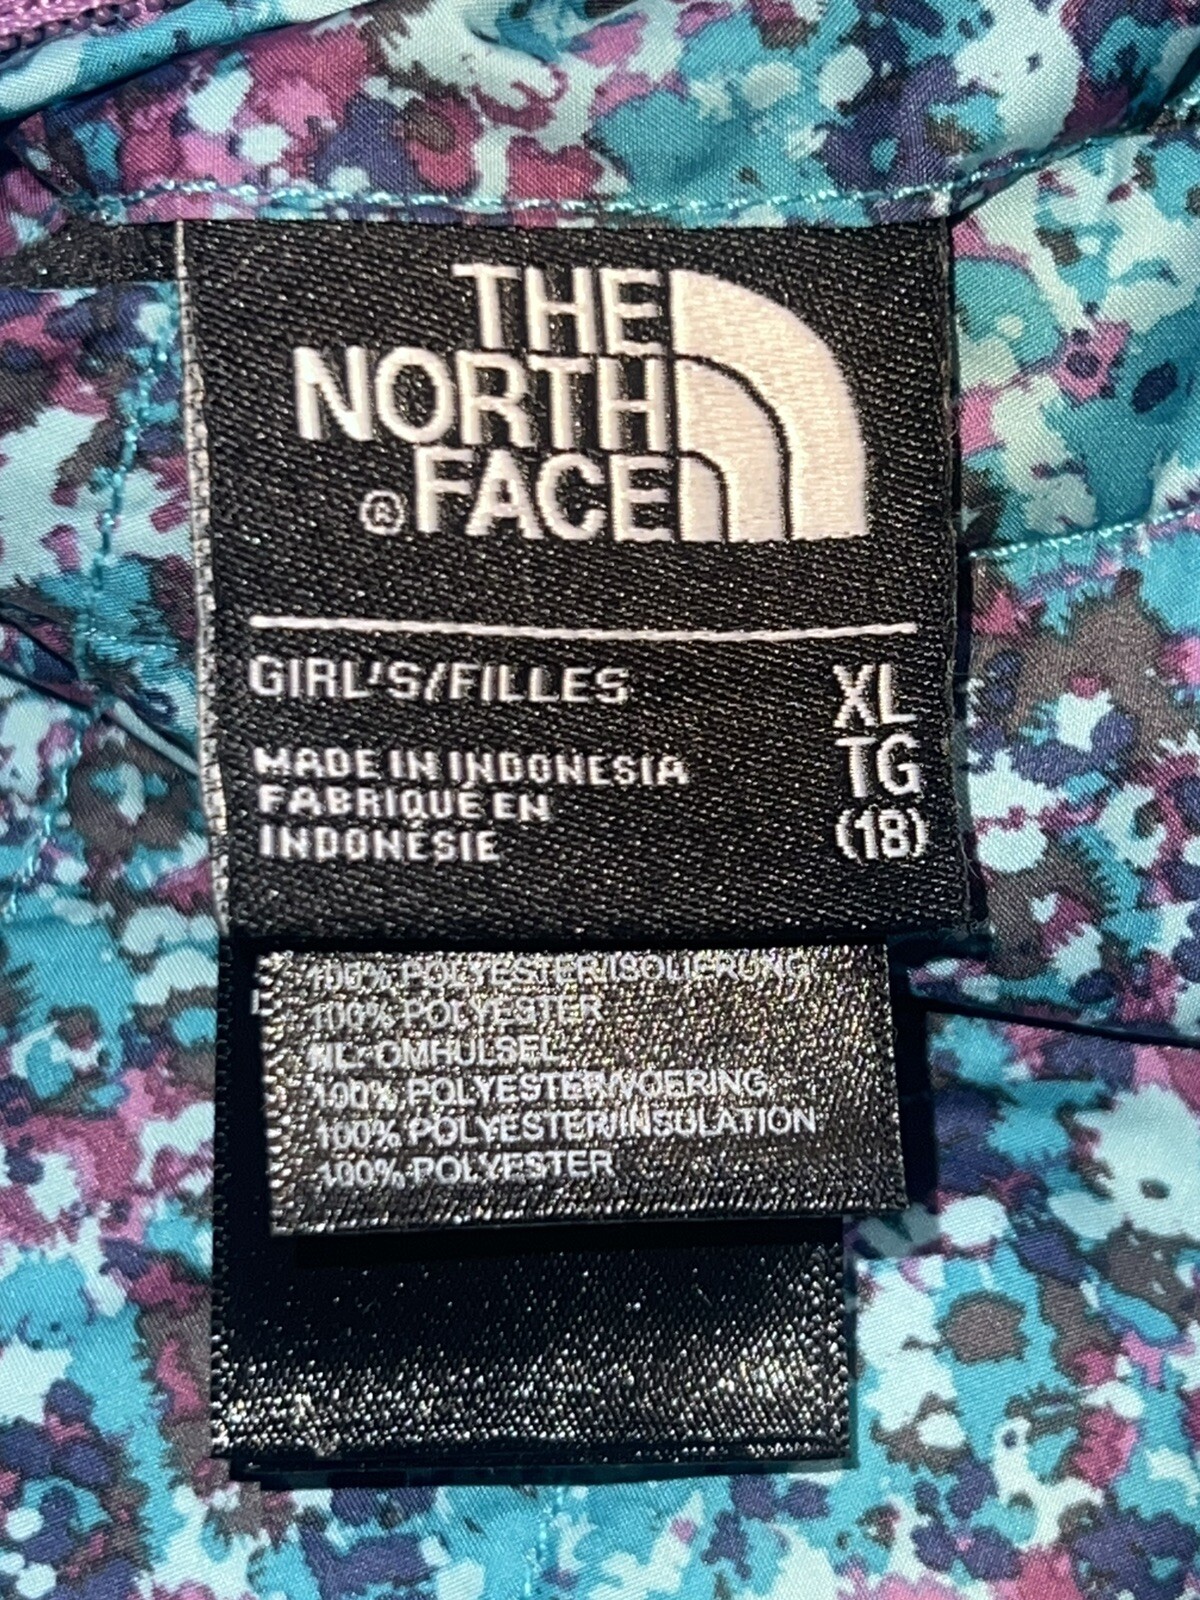 THE
NORTH
® FACE
GIRL'S/FILLES XL
TG
(18)
MADE IN INDONESIA
FABRIQUÉ EN
INDONÉSIE
100% POLYESTER/ISOLIERUNG:
100% POLYESTER
NL: OMHULSEL:
100% POLYESTER/VOERING:
100% POLYESTER/INSULATION
100% POLYESTER